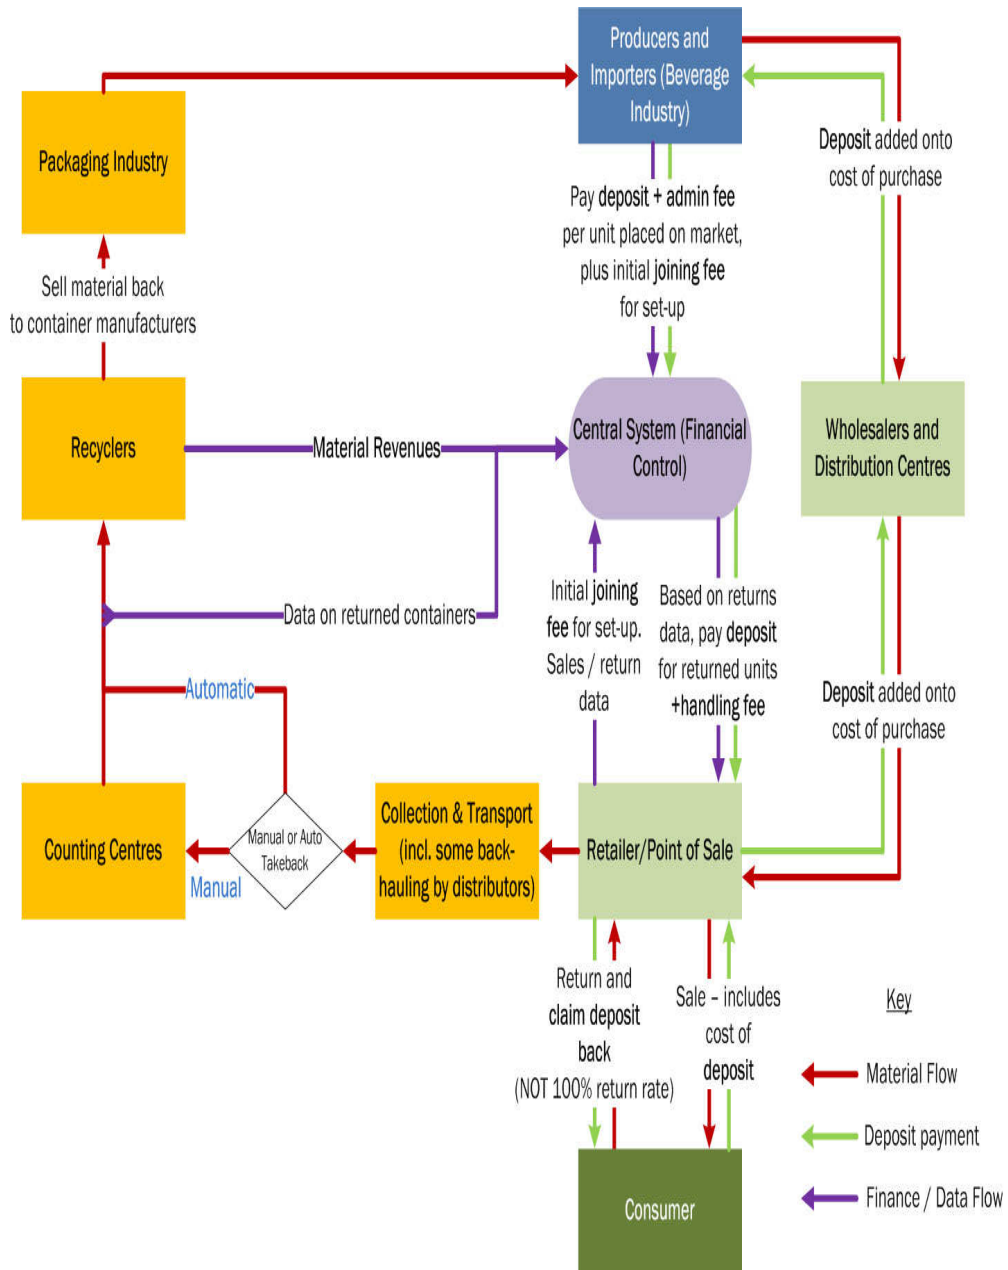 Producers and
Importers (Beverage
Industry)
Packaging Industry
Deposit added onto
cost of purchase
Pay deposit + admin fee
per unit placed on market,
plus initial joining fee
for set-up
Sell material back
to container manufacturers
Recyclers
Material Revenues
Central System (Financial
Control)
Wholesalers and
Distribution Centres
Data on returned containers
Initial joining
fee for set-up.
Sales / return
data
Based on returns
data, pay deposit
for returned units
+handling fee
Deposit added onto
cost of purchase
Automatic
Counting Centres
Manual or Auto
Takeback
Manual
Collection & Transport
(incl. some back-
hauling by distributors)
Retailer/Point of Sale
Return and
claim deposit
back
(NOT 100% return rate)
Sale – includes
cost of
deposit
Consumer
Key
Material Flow
Deposit payment
Finance / Data Flow